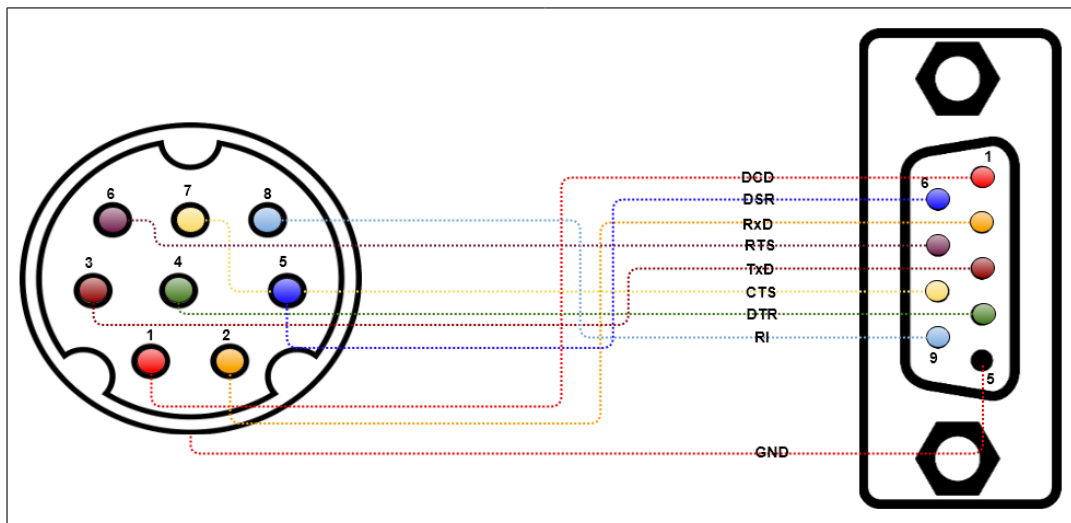 6 7 8
3 4 5
1 2
DCD
DSR
RxD
RTS
TxD
CTS
DTR
RI
GND
1
6
9
5